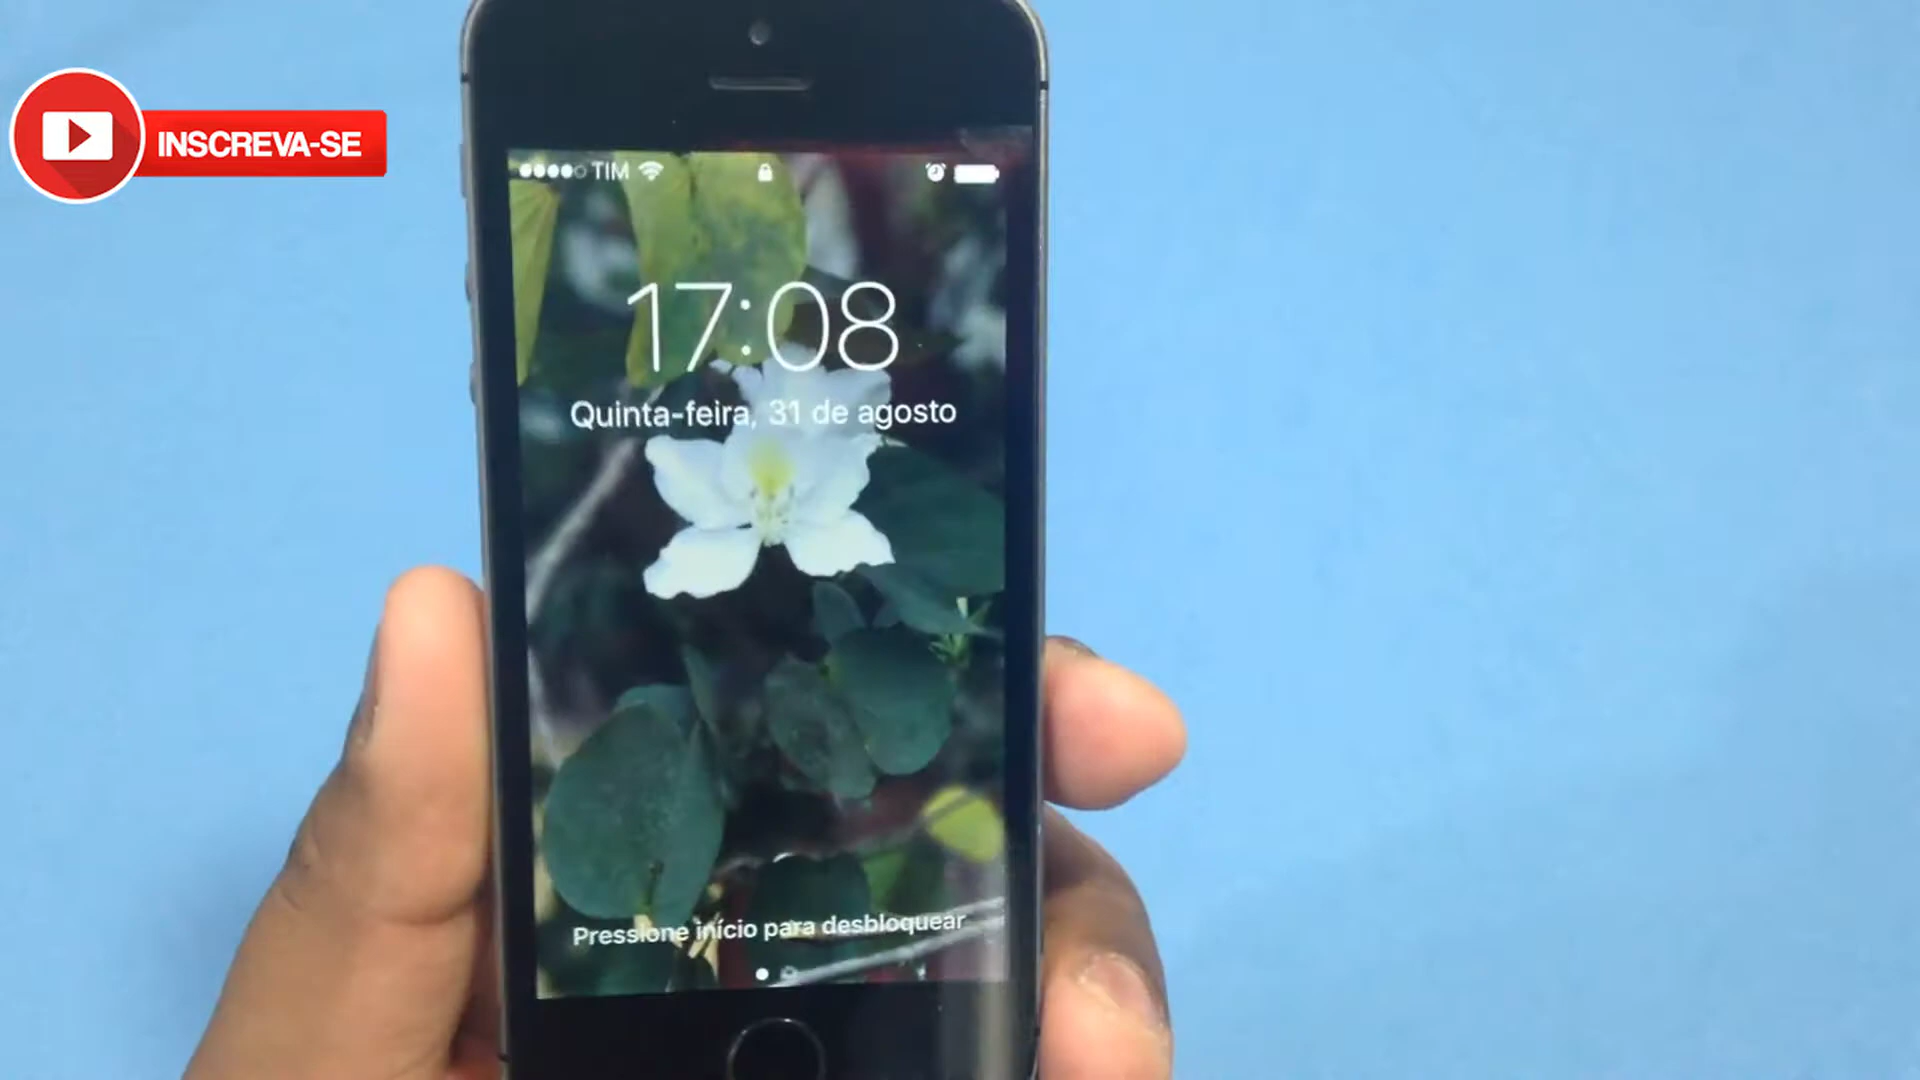 INSCREVA-SE
TIM
17:08
Quinta-feira, 31 de agosto
Pressione início para desbloquear